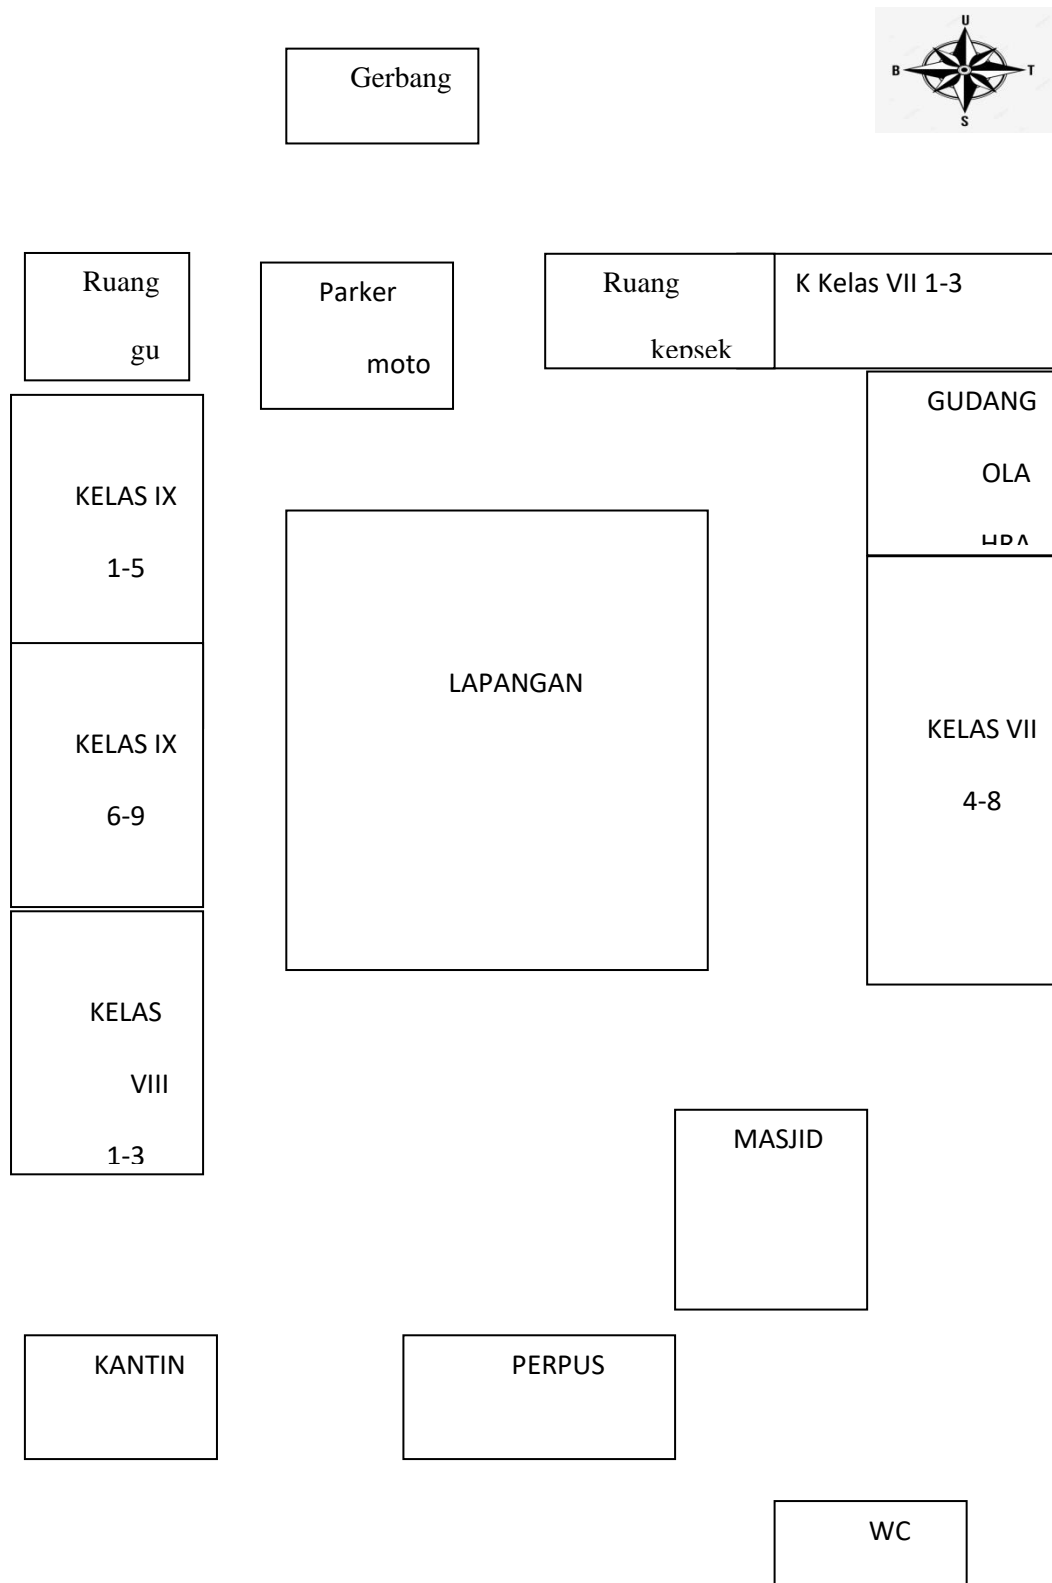 U
B T
S
Gerbang
Ruang
gu
Parker
moto
Ruang
kepsek
K Kelas VII 1-3
GUDANG
OLA
HRA
KELAS IX
1-5
LAPANGAN
KELAS IX
6-9
KELAS VII
4-8
KELAS
VIII
1-3
MASJID
KANTIN
PERPUS
WC